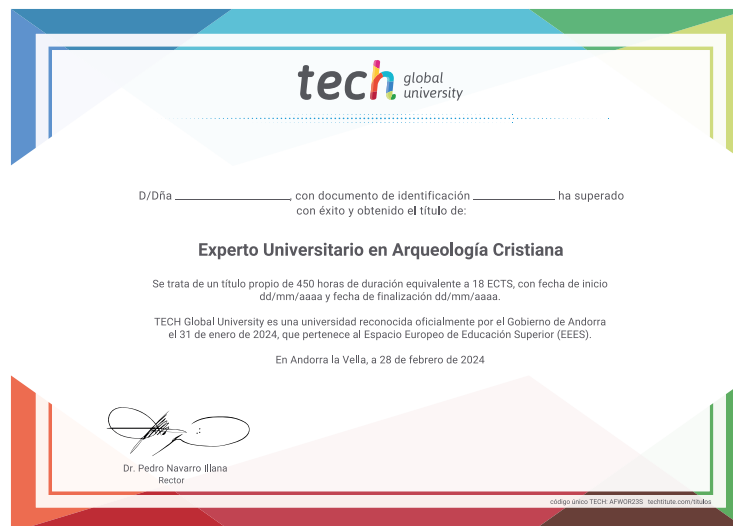 tech global university
D/Dña ____________________, con documento de identificación ______________ ha superado
con éxito y obtenido el título de:
Experto Universitario en Arqueología Cristiana
Se trata de un título propio de 450 horas de duración equivalente a 18 ECTS, con fecha de inicio
dd/mm/aaaa y fecha de finalización dd/mm/aaaa.
TECH Global University es una universidad reconocida oficialmente por el Gobierno de Andorra
el 31 de enero de 2024, que pertenece al Espacio Europeo de Educación Superior (EEES).
En Andorra la Vella, a 28 de febrero de 2024
Dr. Pedro Navarro Illana
Rector
código único TECH: AFWOR23S techtitute.com/titulos